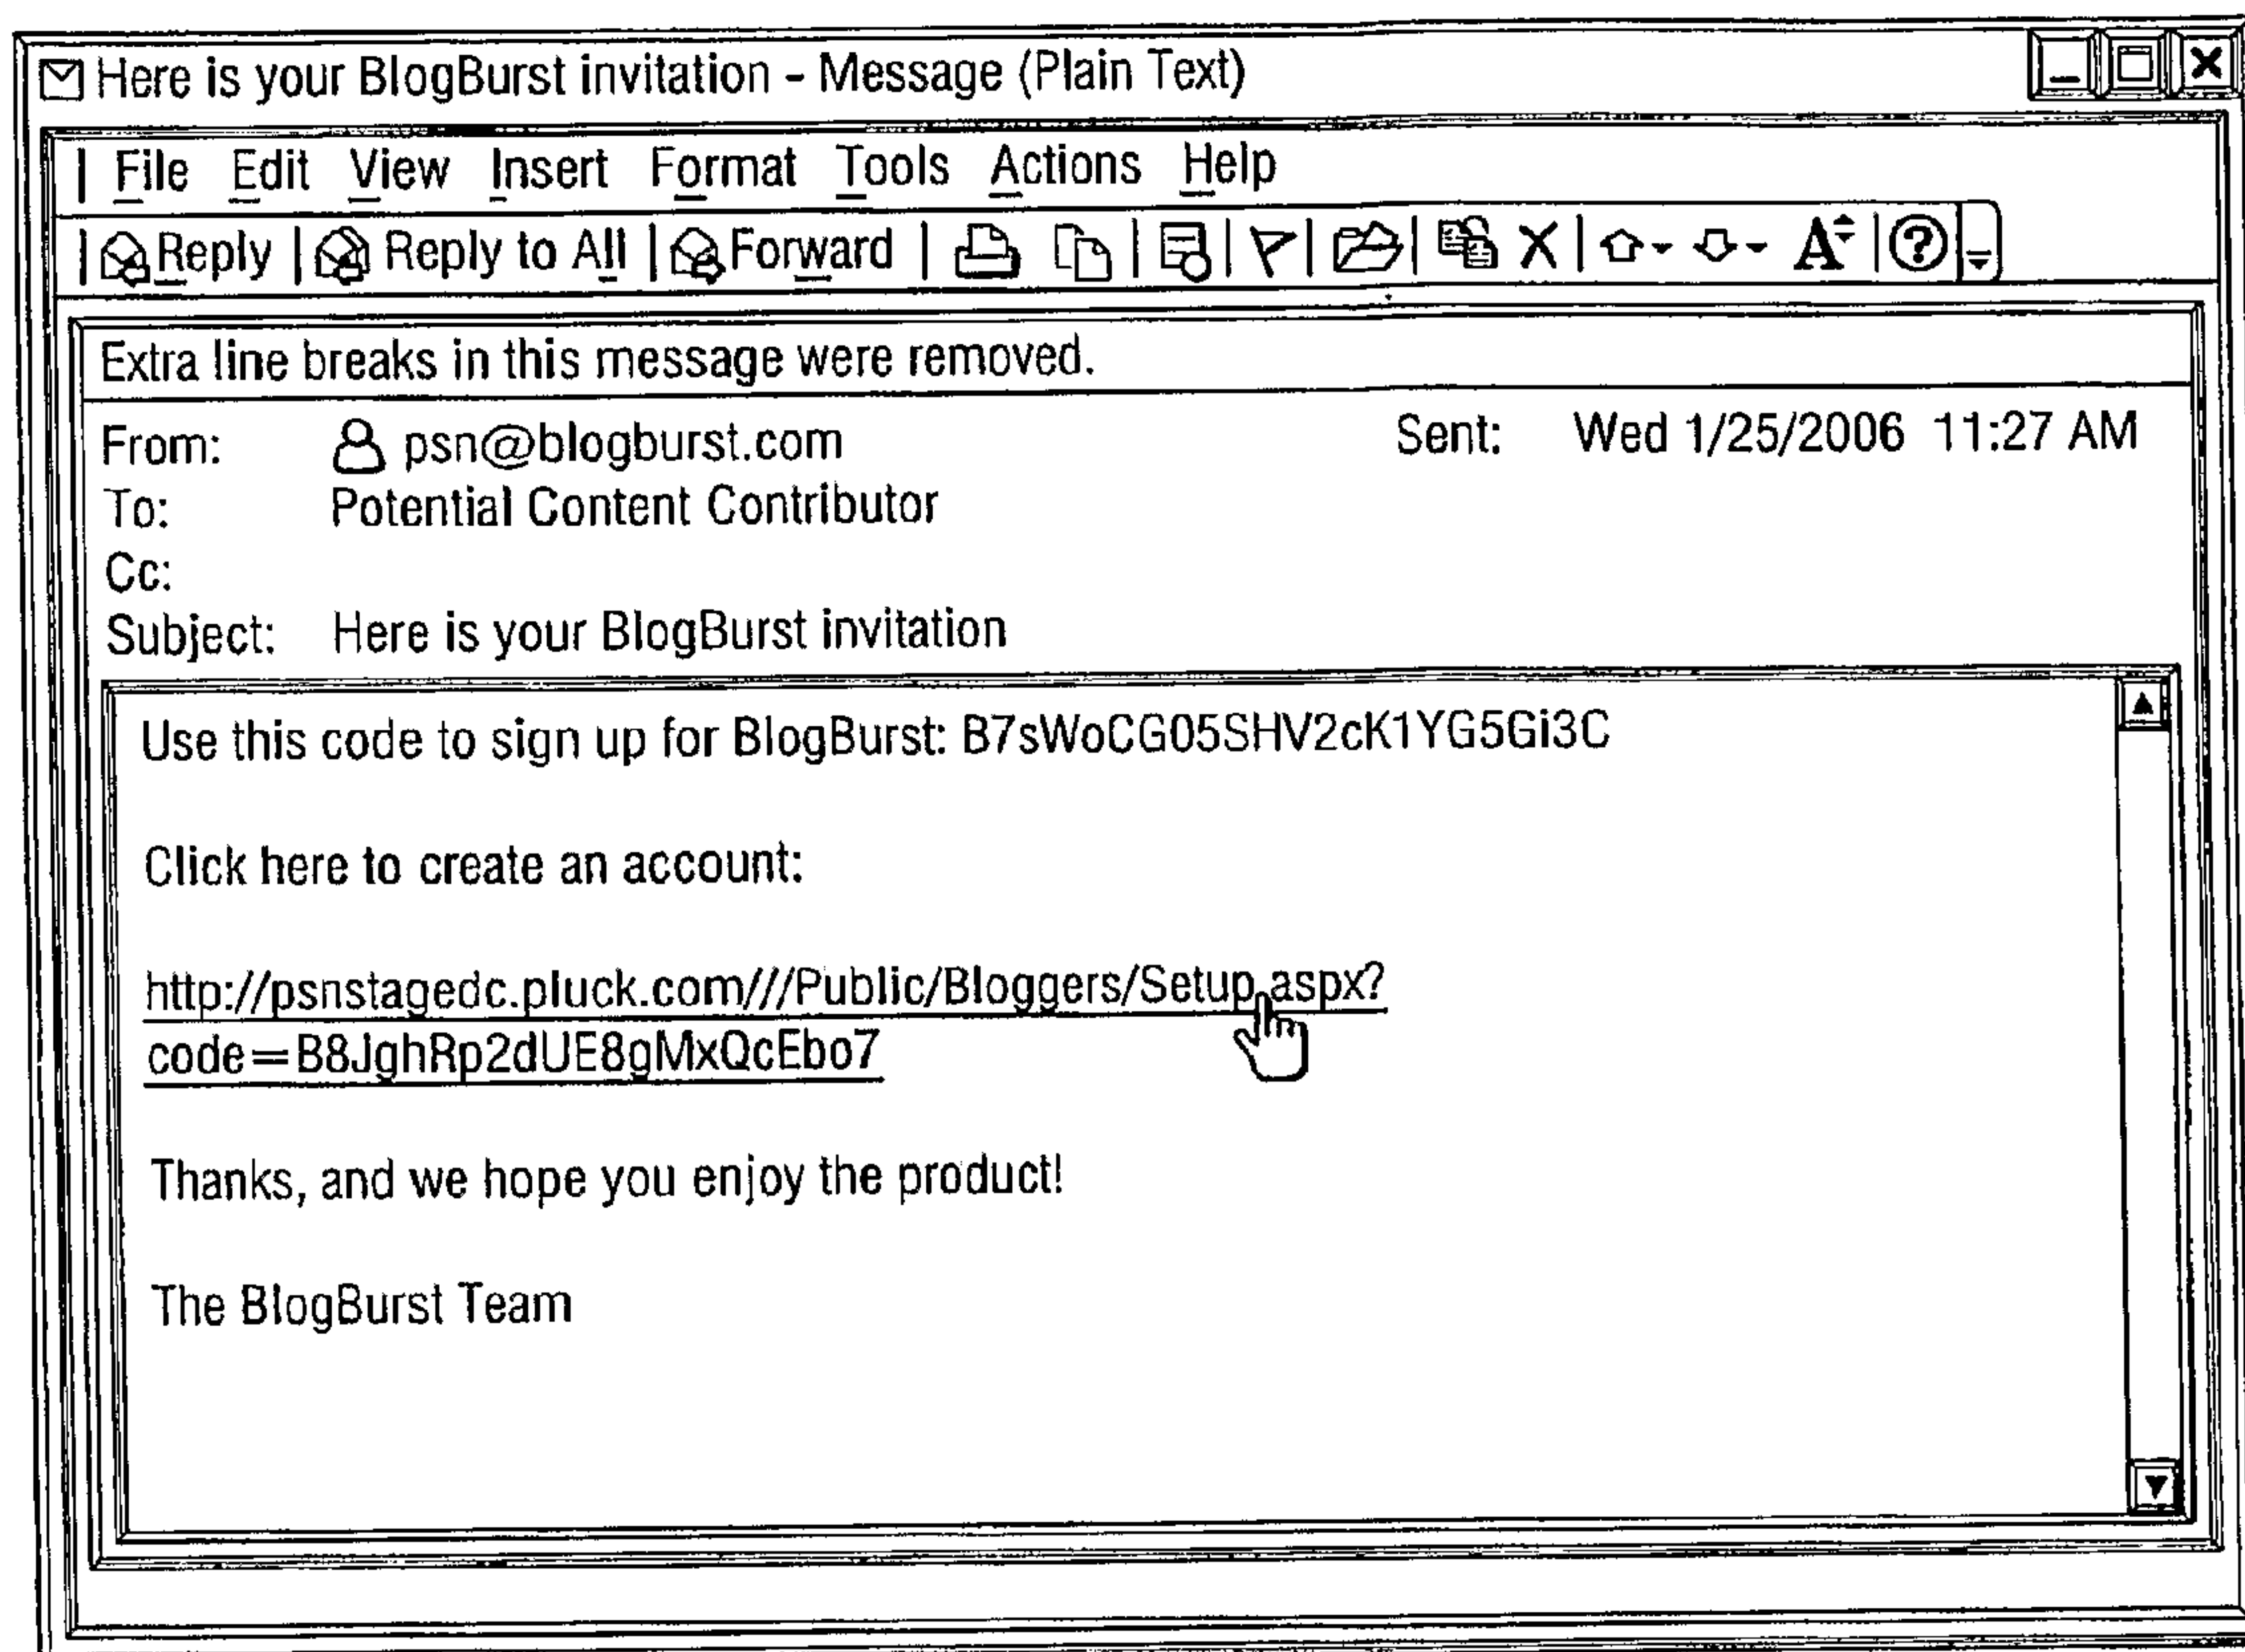 Here is your BlogBurst invitation - Message (Plain Text)
File Edit View Insert Format Tools Actions Help
Reply Reply to All Forward
Extra line breaks in this message were removed.
From: psn@blogburst.com Sent: Wed 1/25/2006 11:27 AM
To: Potential Content Contributor
Cc:
Subject: Here is your BlogBurst invitation
Use this code to sign up for BlogBurst: B7sWoCG05SHV2cK1YG5Gi3C
Click here to create an account:
http://psnstagedc.pluck.com///Public/Bloggers/Setup.aspx?
code=B8JghRp2dUE8gMxQcEbo7
Thanks, and we hope you enjoy the product!
The BlogBurst Team